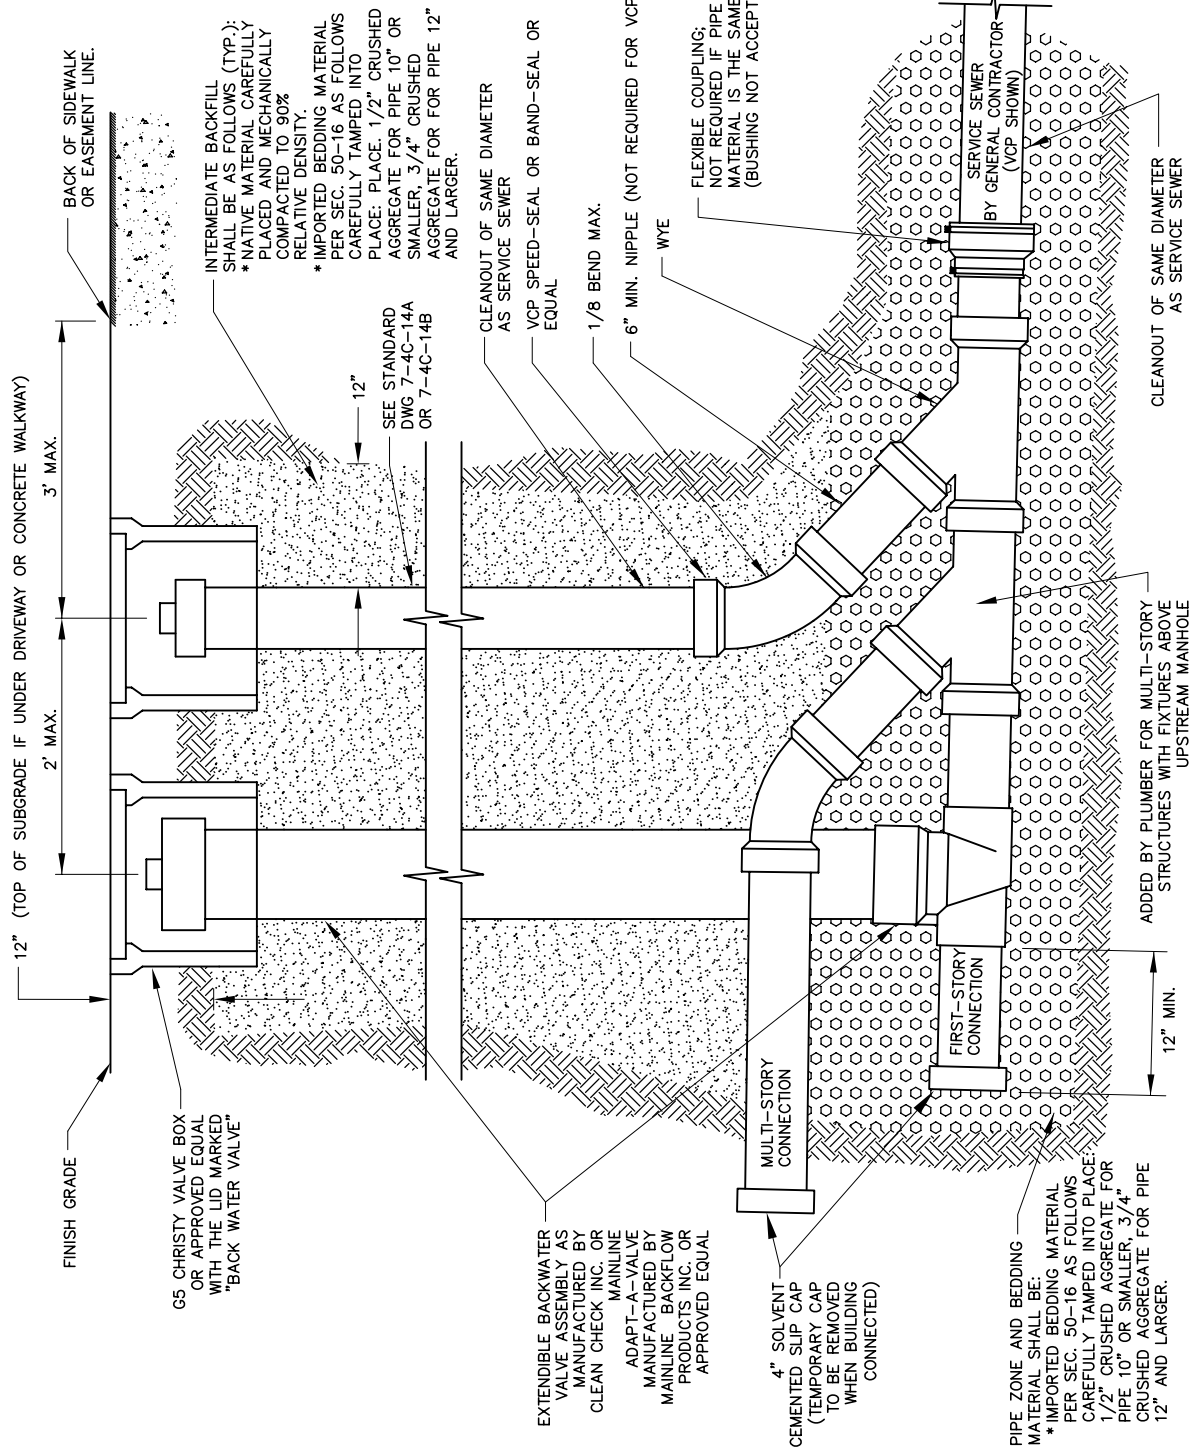 12" (TOP OF SUBGRADE IF UNDER DRIVEWAY OR CONCRETE WALKWAY)
2' MAX.
3' MAX.
FINISH GRADE
BACK OF SIDEWALK
OR EASEMENT LINE.
G5 CHRISTY VALVE BOX
OR APPROVED EQUAL
WITH THE LID MARKED
"BACK WATER VALVE"
INTERMEDIATE BACKFILL
SHALL BE AS FOLLOWS (TYP.):
*NATIVE MATERIAL CAREFULLY
PLACED AND MECHANICALLY
COMPACTED TO 90%
RELATIVE DENSITY.
*IMPORTED BEDDING MATERIAL
PER SEC. 50-16 AS FOLLOWS
CAREFULLY TAMPED INTO
PLACE: PLACE. 1/2" CRUSHED
AGGREGATE FOR PIPE 10" OR
SMALLER, 3/4" CRUSHED
AGGREGATE FOR FOR PIPE 12"
AND LARGER.
12"
SEE STANDARD
DWG 7-4C-14A
OR 7-4C-14B
CLEANOUT OF SAME DIAMETER
AS SERVICE SEWER
VCP SPEED-SEAL OR BAND-SEAL OR
EQUAL
1/8 BEND MAX.
6" MIN. NIPPLE (NOT REQUIRED FOR VCP
WYE
FLEXIBLE COUPLING;
NOT REQUIRED IF PIPE
MATERIAL IS THE SAME
(BUSHING NOT ACCEPT
EXTENDIBLE BACKWATER
VALVE ASSEMBLY AS
MANUFACTURED BY
CLEAN CHECK INC. OR
MAINLINE
ADAPT-A-VALVE
MANUFACTURED BY
MAINLINE BACKFLOW
PRODUCTS INC. OR
APPROVED EQUAL
MULTI-STORY
CONNECTION
4" SOLVENT
CEMENTED SLIP CAP
(TEMPORARY CAP
TO BE REMOVED
WHEN BUILDING
CONNECTED)
FIRST-STORY
CONNECTION
SERVICE SEWER
BY GENERAL CONTRACTOR
(VCP SHOWN)
PIPE ZONE AND BEDDING
MATERIAL SHALL BE:
*IMPORTED BEDDING MATERIAL
PER SEC. 50-16 AS FOLLOWS
CAREFULLY TAMPED INTO PLACE:
1/2" CRUSHED AGGREGATE FOR
PIPE 10" OR SMALLER, 3/4"
CRUSHED AGGREGATE FOR PIPE
12" AND LARGER.
12" MIN.
ADDED BY PLUMBER FOR MULTI-STORY
STRUCTURES WITH FIXTURES ABOVE
UPSTREAM MANHOLE
CLEANOUT OF SAME DIAMETER
AS SERVICE SEWER